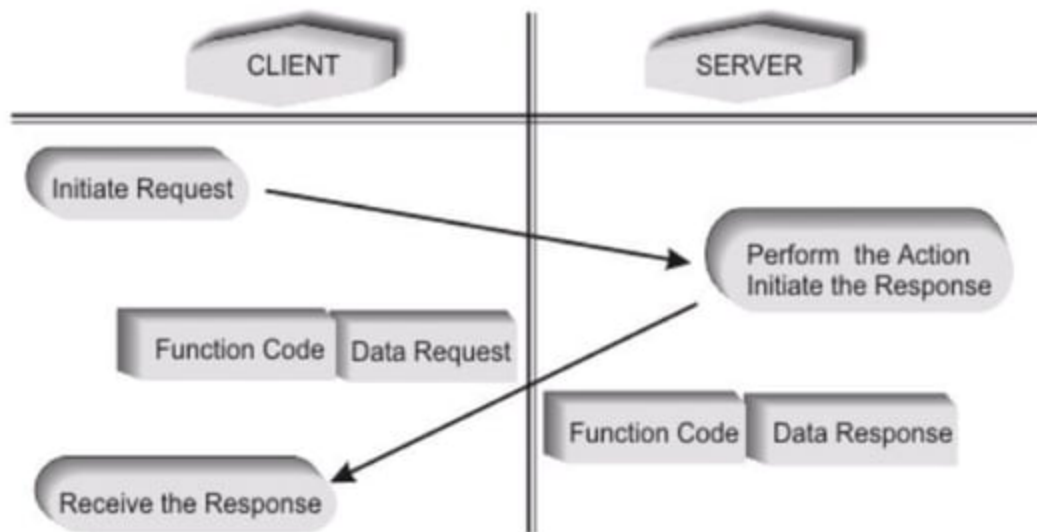 CLIENT
SERVER
Initiate Request
Perform the Action
Initiate the Response
Function Code
Data Request
Function Code
Data Response
Receive the Response